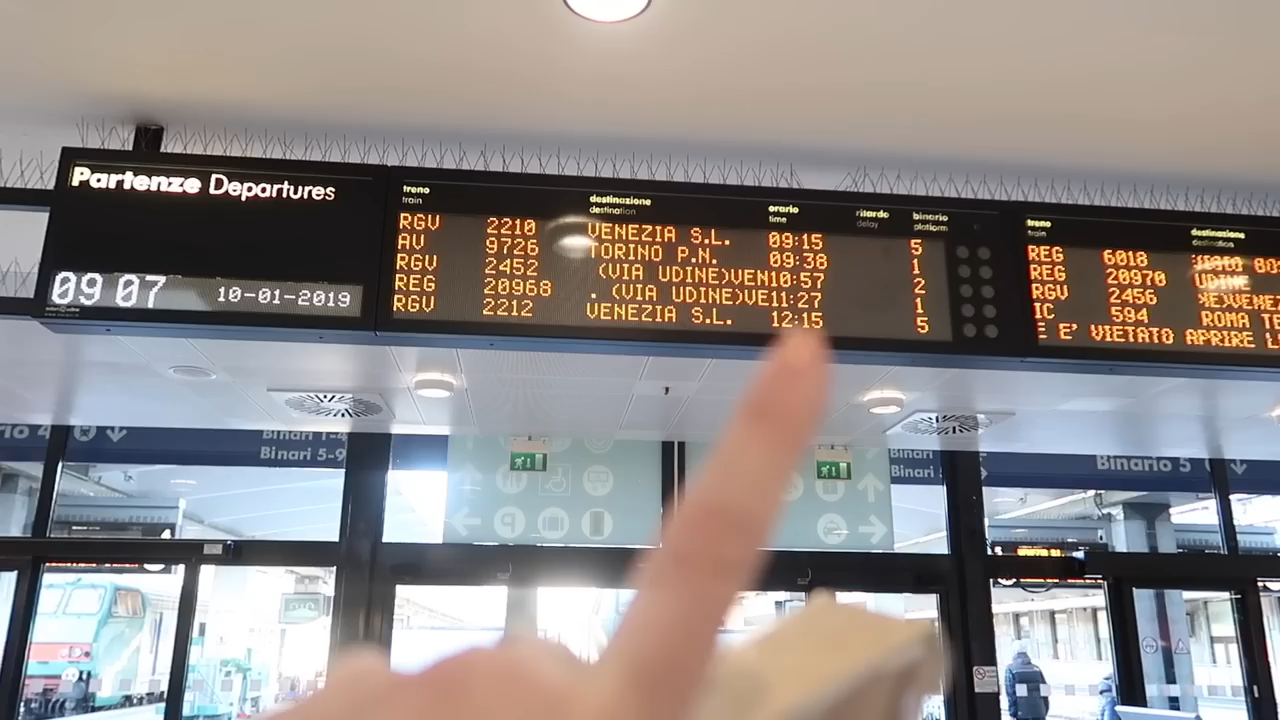 Partenze Departures
09 07 10-01-2019
treno destinazione orario ritardo binario
train destination time delay platform
RGV 2210 VENEZIA S.L. 09:15 5
AV 9726 TORINO P.N. 09:38 1
RGV 2452 (VIA UDINE)VEN10:57 2
REG 20968 . (VIA UDINE)VE11:27 1
RGV 2212 VENEZIA S.L. 12:15 5
treno destinazione
train destination
REG 6018
REG 20970 UDINE
RGV 2456
IC 594 ROMA TE
E E' VIETATO APRIRE L
Binari 1-4
Binari 5-9
Binari
Binari
Binario 5